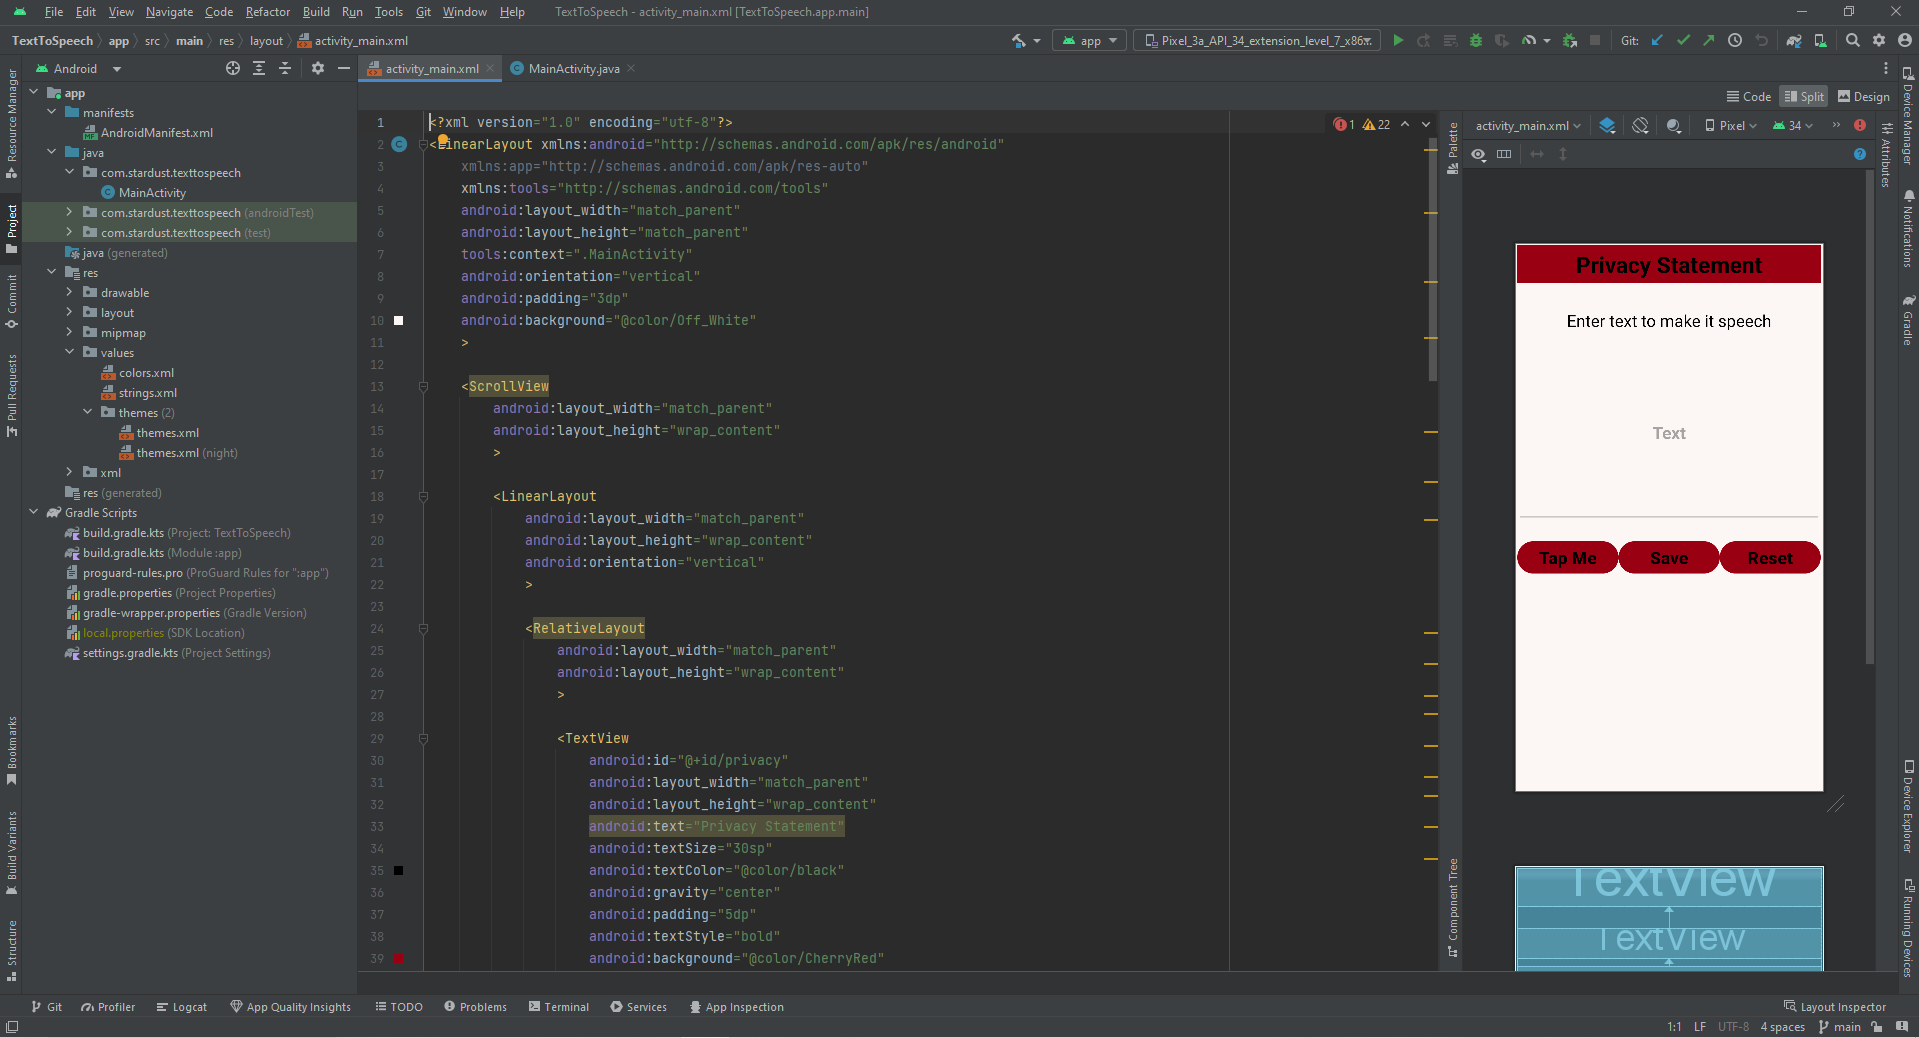 File Edit View Navigate Code Refactor Build Run Tools Git Window Help TextToSpeech - activity_main.xml [TextToSpeech.app.main]
TextToSpeech app src main res layout activity_main.xml app Pixel_3a_API_34_extension_level_7_x86 Git:
Android
activity_main.xml MainActivity.java
Code Split Design
Resource Manager
Project
Commit
Pull Requests
Bookmarks
Build Variants
Structure
app
manifests
AndroidManifest.xml
java
com.stardust.texttospeech
MainActivity
com.stardust.texttospeech (androidTest)
com.stardust.texttospeech (test)
java (generated)
res
drawable
layout
mipmap
values
colors.xml
strings.xml
themes (2)
themes.xml
themes.xml (night)
xml
res (generated)
Gradle Scripts
build.gradle.kts (Project: TextToSpeech)
build.gradle.kts (Module :app)
proguard-rules.pro (ProGuard Rules for ":app")
gradle.properties (Project Properties)
gradle-wrapper.properties (Gradle Version)
local.properties (SDK Location)
settings.gradle.kts (Project Settings)
1 <?xml version="1.0" encoding="utf-8"?>
2 <LinearLayout xmlns:android="http://schemas.android.com/apk/res/android"
3 xmlns:app="http://schemas.android.com/apk/res-auto"
4 xmlns:tools="http://schemas.android.com/tools"
5 android:layout_width="match_parent"
6 android:layout_height="match_parent"
7 tools:context=".MainActivity"
8 android:orientation="vertical"
9 android:padding="3dp"
10 android:background="@color/Off_White"
11 >
12
13 <ScrollView
14 android:layout_width="match_parent"
15 android:layout_height="wrap_content"
16 >
17
18 <LinearLayout
19 android:layout_width="match_parent"
20 android:layout_height="wrap_content"
21 android:orientation="vertical"
22 >
23
24 <RelativeLayout
25 android:layout_width="match_parent"
26 android:layout_height="wrap_content"
27 >
28
29 <TextView
30 android:id="@+id/privacy"
31 android:layout_width="match_parent"
32 android:layout_height="wrap_content"
33 android:text="Privacy Statement"
34 android:textSize="30sp"
35 android:textColor="@color/black"
36 android:gravity="center"
37 android:padding="5dp"
38 android:textStyle="bold"
39 android:background="@color/CherryRed"
1 22
Palette
Component Tree
activity_main.xml Pixel 34
Privacy Statement
Enter text to make it speech
Text
Tap Me Save Reset
TextView
TextView
Attributes
Device Manager
Notifications
Gradle
Device Explorer
Running Devices
Git Profiler Logcat App Quality Insights TODO Problems Terminal Services App Inspection Layout Inspector
1:1 LF UTF-8 4 spaces main